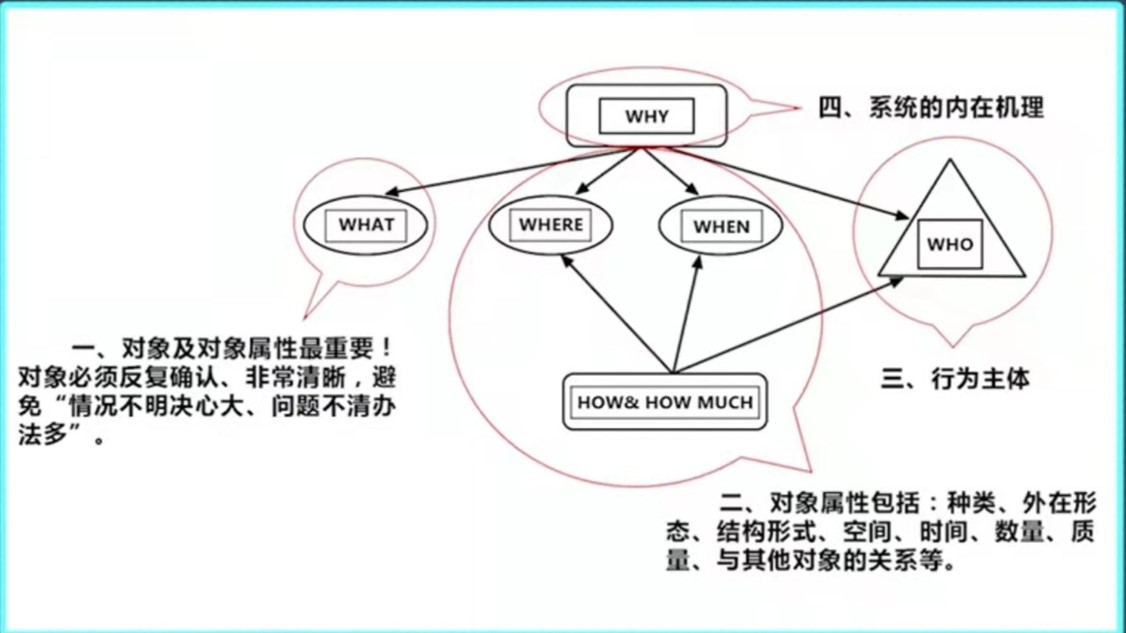 WHY
四、系统的内在机理
WHAT
WHERE
WHEN
WHO
一、对象及对象属性最重要！
对象必须反复确认、非常清晰，避
免“情况不明决心大、问题不清办
法多”。
三、行为主体
HOW& HOW MUCH
二、对象属性包括：种类、外在形
态、结构形式、空间、时间、数量、质
量、与其他对象的关系等。